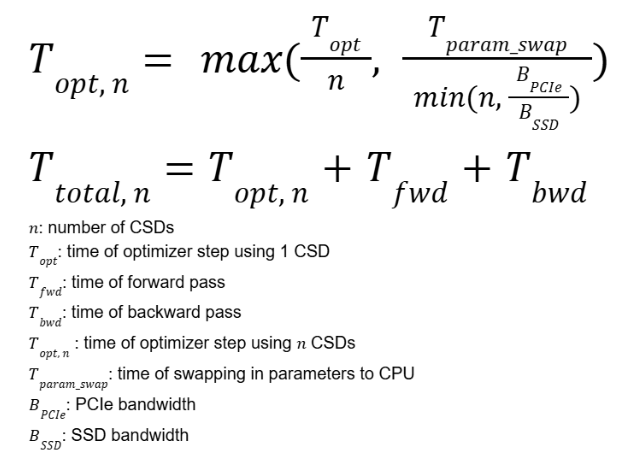 T_{opt, n} = max(\frac{T_{opt}}{n}, \frac{T_{param\_swap}}{min(n, \frac{B_{PCIe}}{B_{SSD}})})
T_{total, n} = T_{opt, n} + T_{fwd} + T_{bwd}
n: number of CSDs
T_{opt}: time of optimizer step using 1 CSD
T_{fwd}: time of forward pass
T_{bwd}: time of backward pass
T_{opt, n} : time of optimizer step using n CSDs
T_{param\_swap}: time of swapping in parameters to CPU
B_{PCIe}: PCIe bandwidth
B_{SSD}: SSD bandwidth